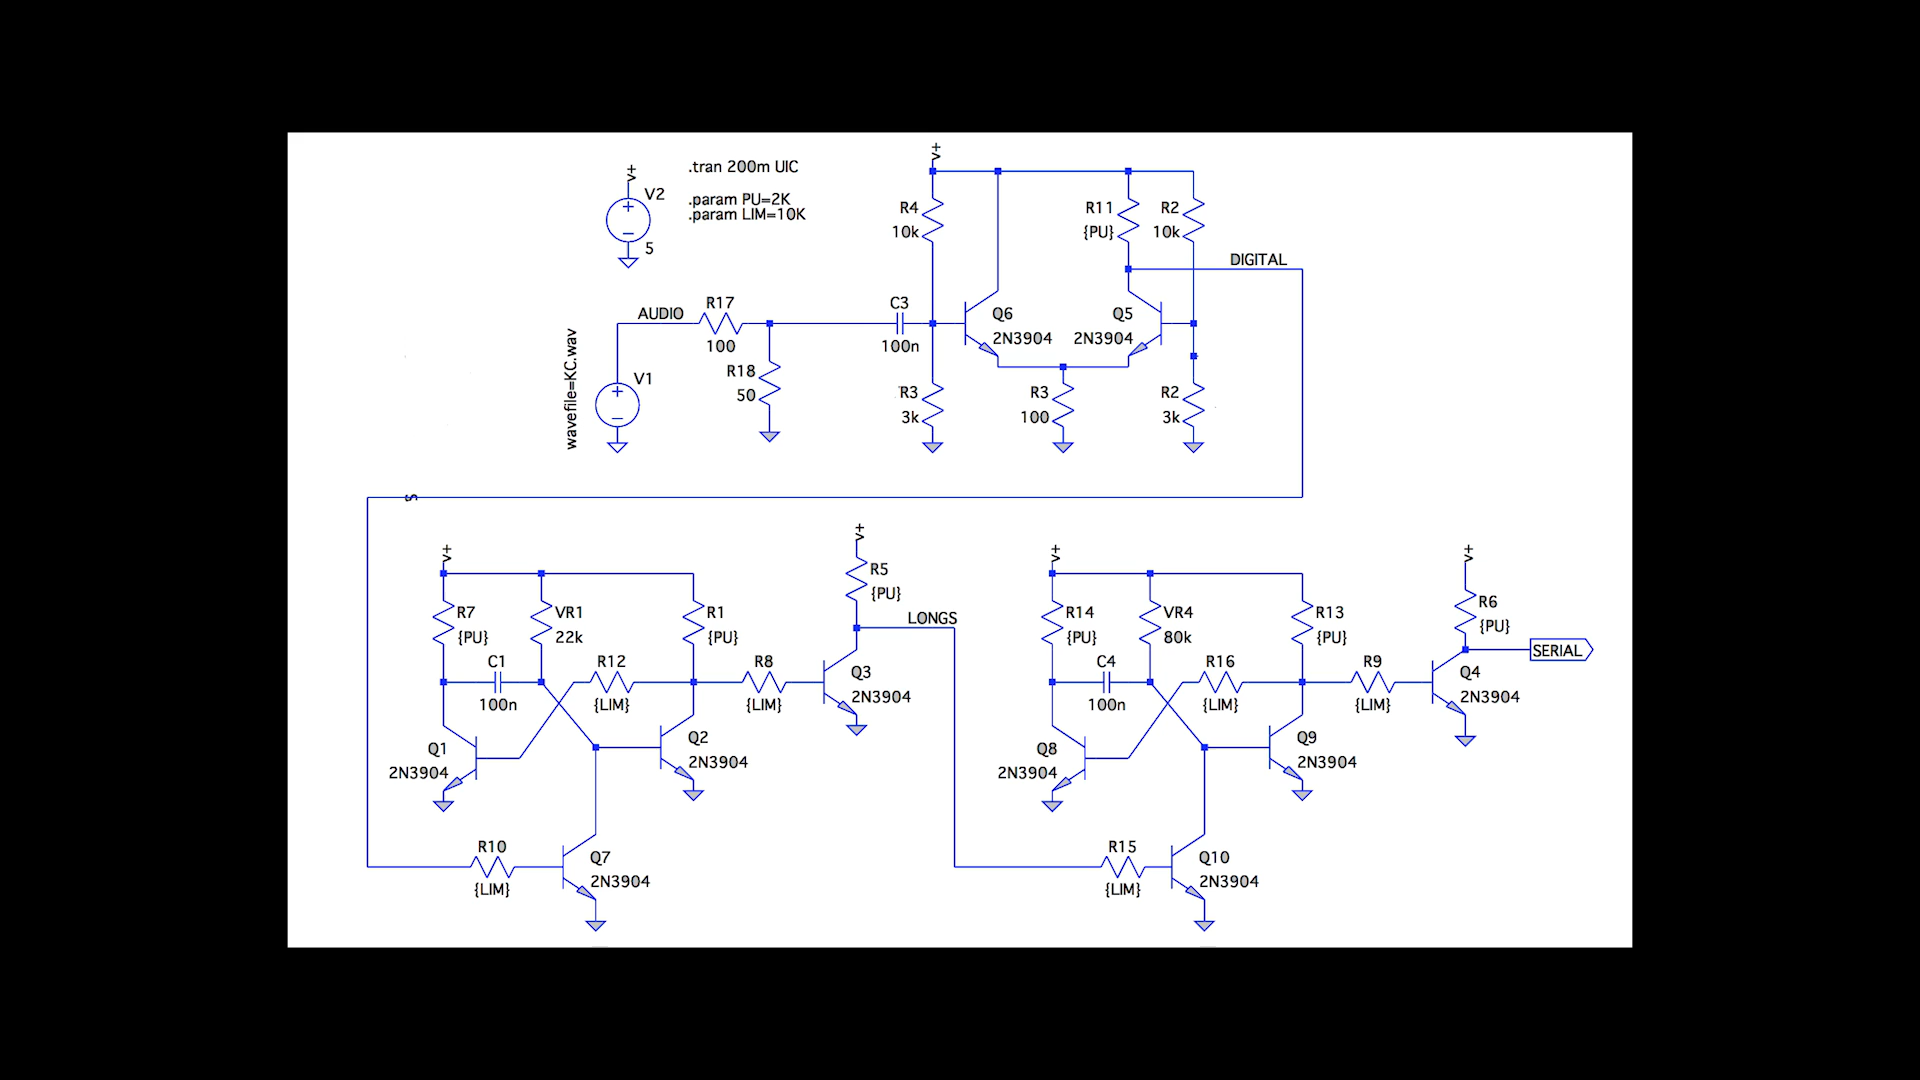 V+
V2
5
.tran 200m UIC
.param PU=2K
.param LIM=10K
V+
R4
10k
R11
{PU}
R2
10k
DIGITAL
AUDIO
R17
100
C3
100n
Q6
2N3904
Q5
2N3904
wavefile=KC.wav
V1
R18
50
R3
3k
R3
100
R2
3k
S
V+
R7
{PU}
VR1
22k
R1
{PU}
V+
R5
{PU}
LONGS
C1
100n
R12
{LIM}
R8
{LIM}
Q3
2N3904
Q1
2N3904
Q2
2N3904
R10
{LIM}
Q7
2N3904
V+
R14
{PU}
VR4
80k
R13
{PU}
V+
R6
{PU}
SERIAL
C4
100n
R16
{LIM}
R9
{LIM}
Q4
2N3904
Q8
2N3904
Q9
2N3904
R15
{LIM}
Q10
2N3904